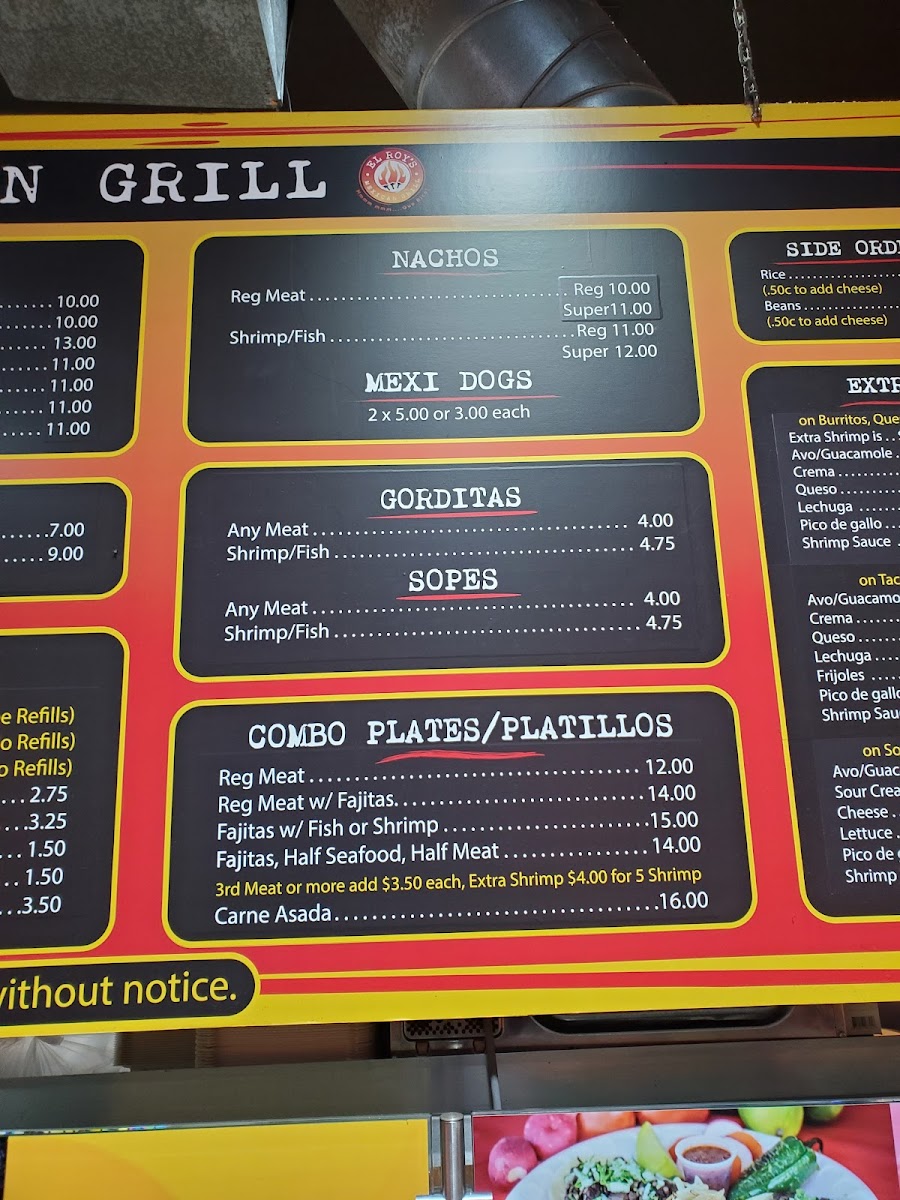 N GRILL
EL ROY'S
10.00
10.00
13.00
11.00
11.00
11.00
11.00
7.00
9.00
e Refills)
o Refills)
o Refills)
2.75
3.25
1.50
1.50
3.50
without notice.
NACHOS
Reg Meat Reg 10.00
Super11.00
Shrimp/Fish Reg 11.00
Super 12.00
MEXI DOGS
2 x 5.00 or 3.00 each
GORDITAS
Any Meat 4.00
Shrimp/Fish 4.75
SOPES
Any Meat 4.00
Shrimp/Fish 4.75
COMBO PLATES/PLATILLOS
Reg Meat 12.00
Reg Meat w/ Fajitas. 14.00
Fajitas w/ Fish or Shrimp 15.00
Fajitas, Half Seafood, Half Meat 14.00
3rd Meat or more add $3.50 each, Extra Shrimp $4.00 for 5 Shrimp
Carne Asada 16.00
SIDE ORDE
Rice
(.50c to add cheese)
Beans
(.50c to add cheese)
EXTR
on Burritos, Que
Extra Shrimp is
Avo/Guacamole
Crema
Queso
Lechuga
Pico de gallo
Shrimp Sauce
on Tac
Avo/Guacamo
Crema
Queso
Lechuga
Frijoles
Pico de gallo
Shrimp Sau
on So
Avo/Guac
Sour Crea
Cheese
Lettuce
Pico de
Shrimp